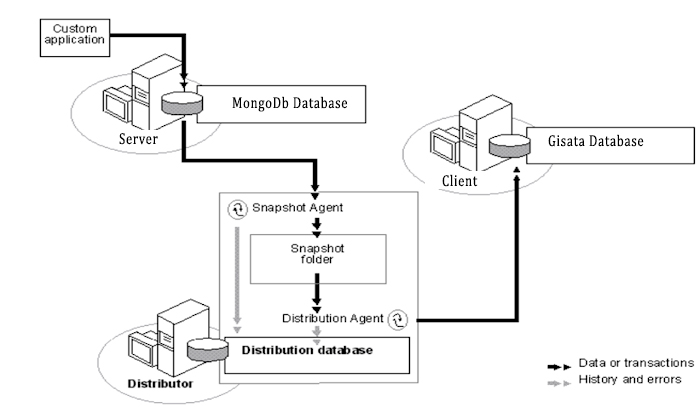 Custom
application
MongoDb Database
Server
Gisata Database
Client
Snapshot Agent
Snapshot
folder
Distribution Agent
Distribution database
Distributor
Data or transactions
History and errors